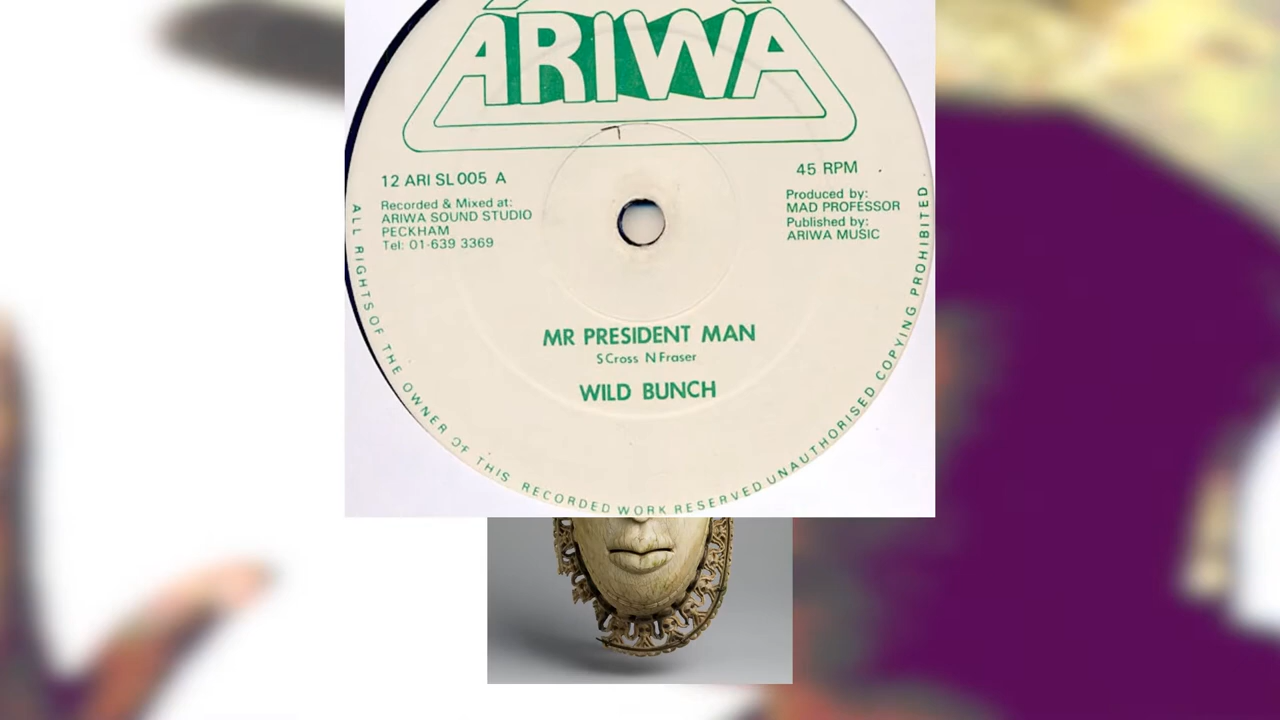 ARIWA
12 ARI SL 005 A
45 RPM
Recorded & Mixed at:
ARIWA SOUND STUDIO
PECKHAM
Tel: 01-639 3369
Produced by:
MAD PROFESSOR
Published by:
ARIWA MUSIC
MR PRESIDENT MAN
S Cross N Fraser
WILD BUNCH
ALL RIGHTS OF THE OWNER OF THIS RECORDED WORK RESERVED UNAUTHORISED COPYING PROHIBITED.